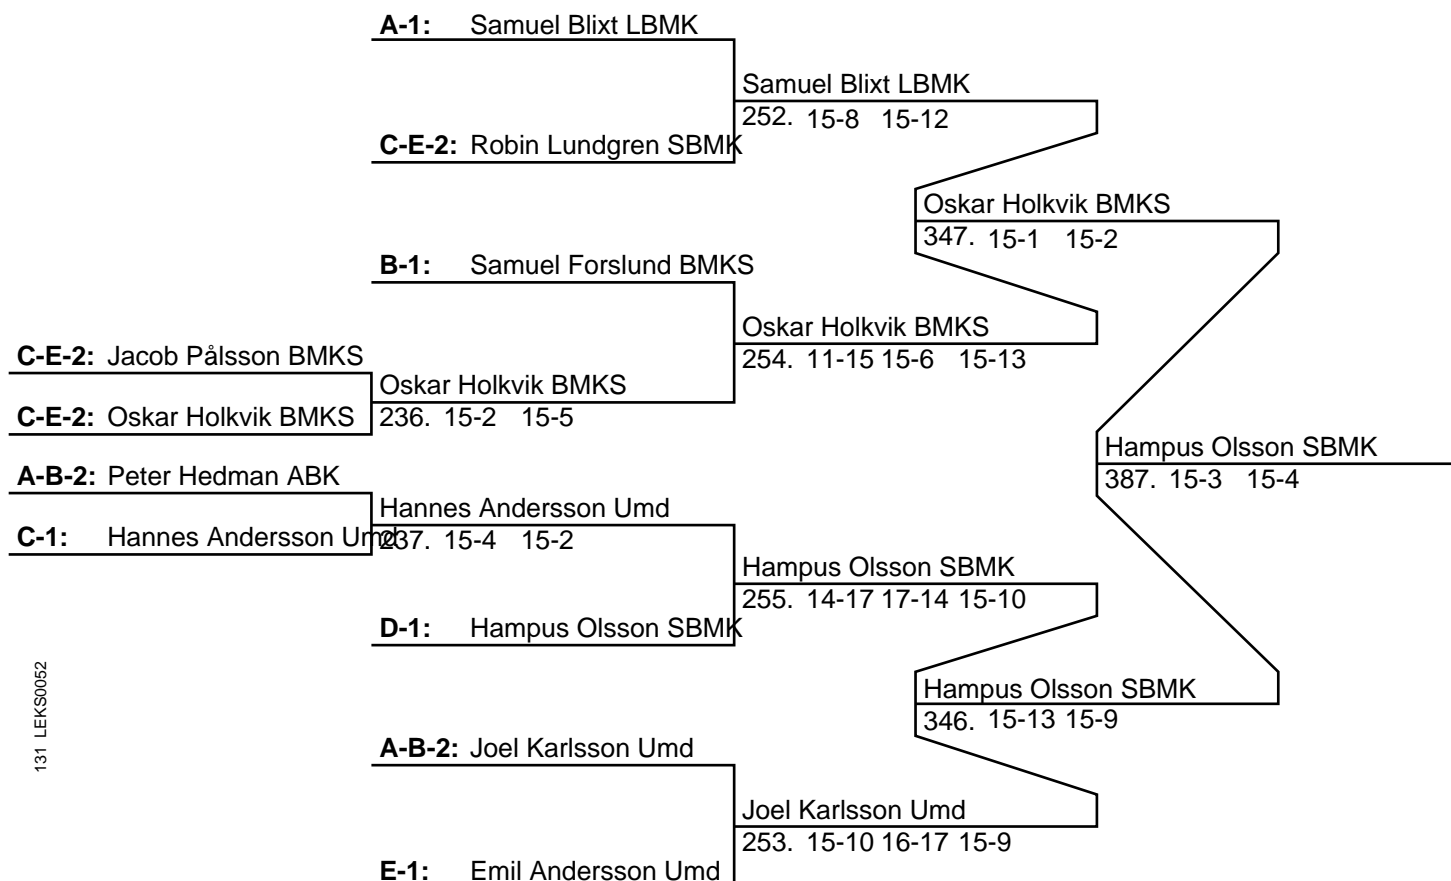 A-1: Samuel Blixt LBMK
Samuel Blixt LBMK
252. 15-8 15-12
C-E-2: Robin Lundgren SBMK
Oskar Holkvik BMKS
347. 15-1 15-2
B-1: Samuel Forslund BMKS
Oskar Holkvik BMKS
254. 11-15 15-6 15-13
C-E-2: Jacob Pålsson BMKS
Oskar Holkvik BMKS
236. 15-2 15-5
C-E-2: Oskar Holkvik BMKS
Hampus Olsson SBMK
387. 15-3 15-4
A-B-2: Peter Hedman ABK
Hannes Andersson Umd
237. 15-4 15-2
C-1: Hannes Andersson Umd
Hampus Olsson SBMK
255. 14-17 17-14 15-10
D-1: Hampus Olsson SBMK
Hampus Olsson SBMK
346. 15-13 15-9
A-B-2: Joel Karlsson Umd
Joel Karlsson Umd
253. 15-10 16-17 15-9
E-1: Emil Andersson Umd
131 LEKS0052